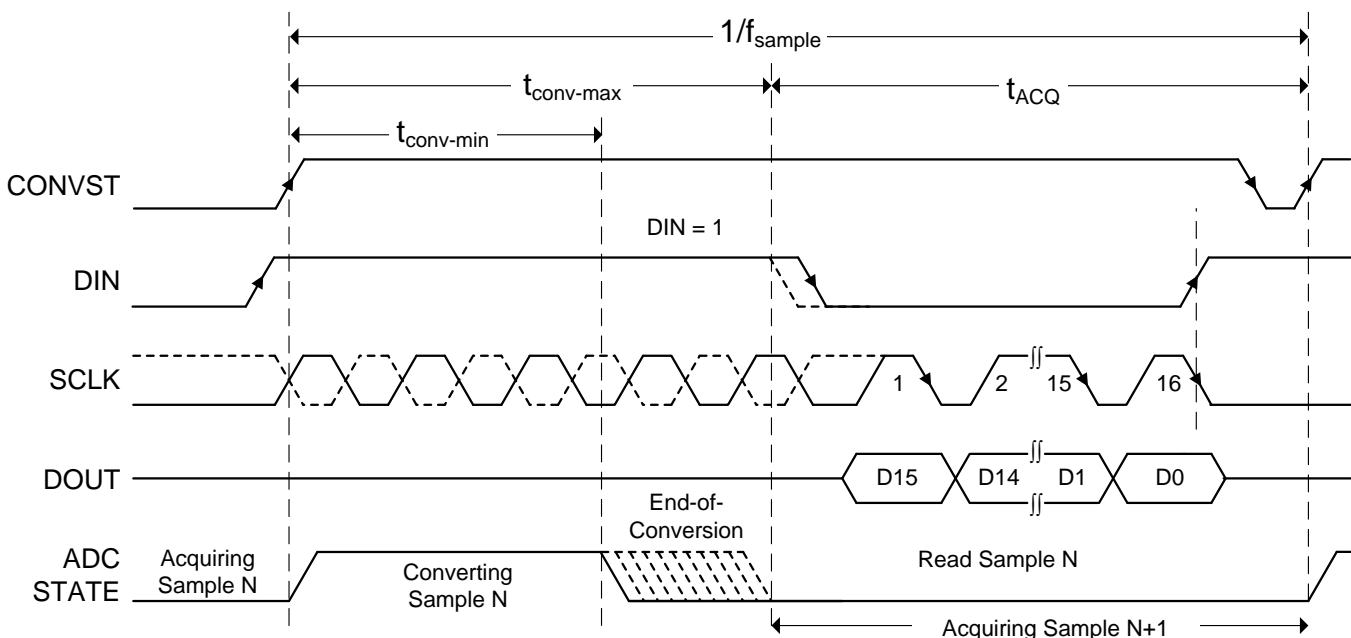 1/fsample
tconv-max
tACQ
tconv-min
CONVST
DIN = 1
DIN
SCLK
1
2
15
16
DOUT
D15
D14
D1
D0
End-of-
Conversion
ADC
STATE
Acquiring
Sample N
Converting
Sample N
Read Sample N
Acquiring Sample N+1